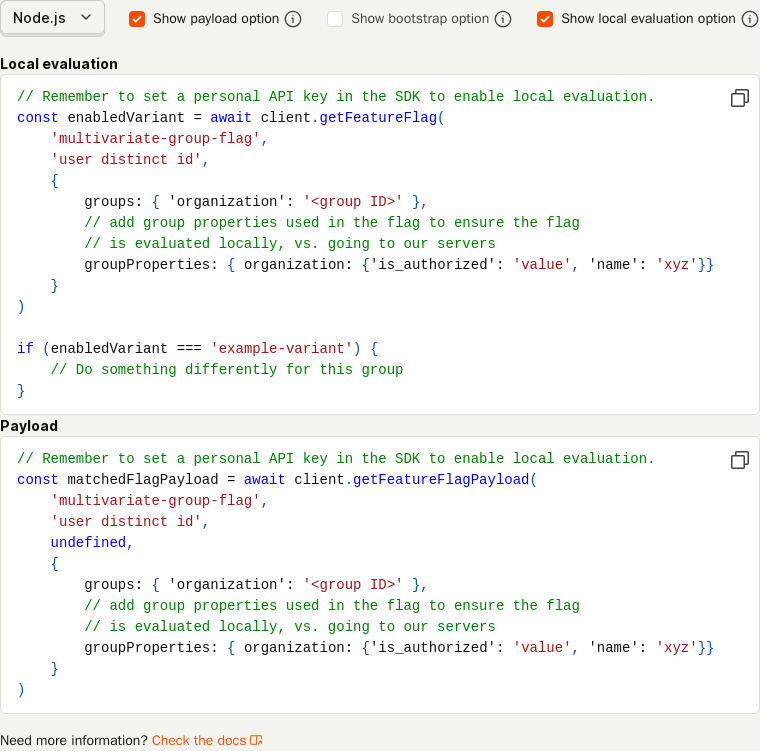 Node.js Show payload option Show bootstrap option Show local evaluation option
Local evaluation
// Remember to set a personal API key in the SDK to enable local evaluation.
const enabledVariant = await client.getFeatureFlag(
    'multivariate-group-flag',
    'user distinct id',
    {
        groups: { 'organization': '<group ID>' },
        // add group properties used in the flag to ensure the flag
        // is evaluated locally, vs. going to our servers
        groupProperties: { organization: {'is_authorized': 'value', 'name': 'xyz'}}
    }
)

if (enabledVariant === 'example-variant') {
    // Do something differently for this group
}
Payload
// Remember to set a personal API key in the SDK to enable local evaluation.
const matchedFlagPayload = await client.getFeatureFlagPayload(
    'multivariate-group-flag',
    'user distinct id',
    undefined,
    {
        groups: { 'organization': '<group ID>' },
        // add group properties used in the flag to ensure the flag
        // is evaluated locally, vs. going to our servers
        groupProperties: { organization: {'is_authorized': 'value', 'name': 'xyz'}}
    }
)
Need more information? Check the docs